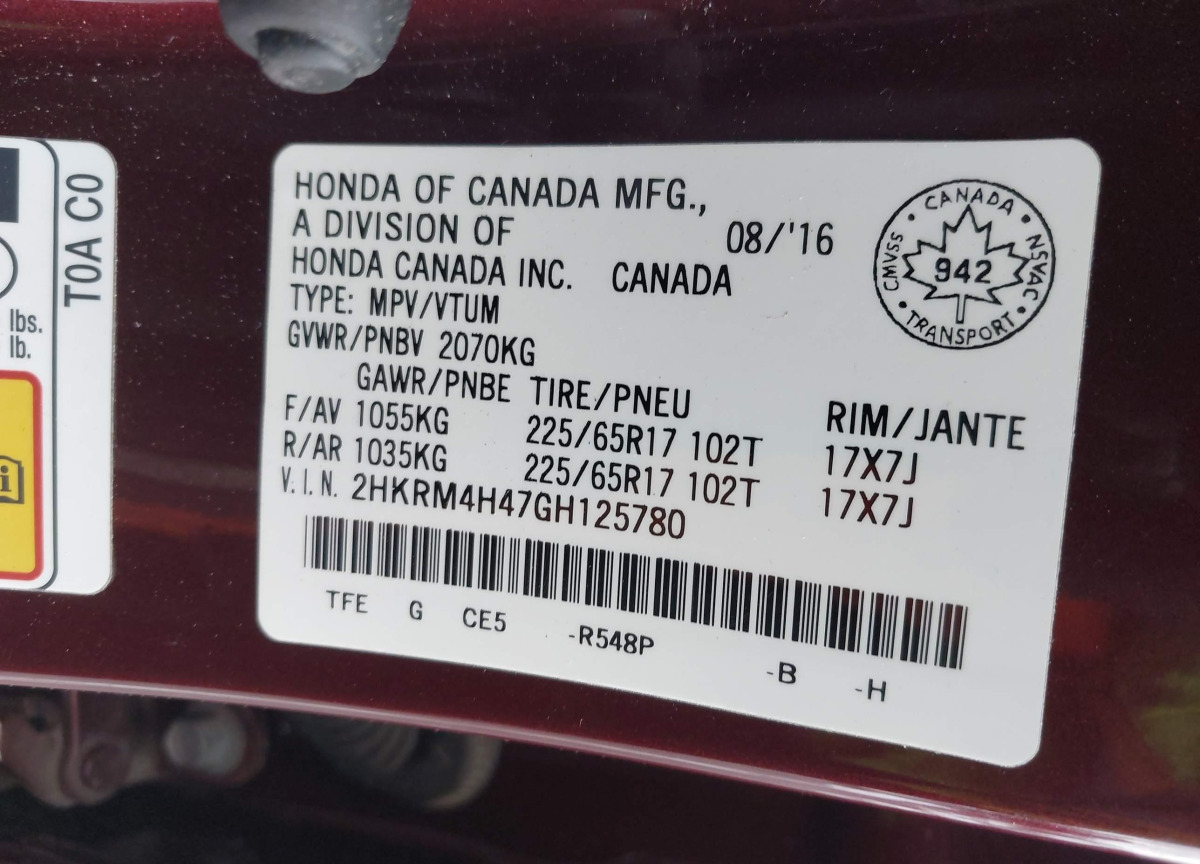 T0A C0
lbs.
lb.
HONDA OF CANADA MFG.,
A DIVISION OF
08/'16
HONDA CANADA INC. CANADA
TYPE: MPV/VTUM
GVWR/PNBV 2070KG
GAWR/PNBE TIRE/PNEU RIM/JANTE
F/AV 1055KG 225/65R17 102T 17X7J
R/AR 1035KG 225/65R17 102T 17X7J
V.I.N. 2HKRM4H47GH125780
TFE G CE5 -R548P -B -H
CANADA
CMVSS
942
NSVAC
TRANSPORT